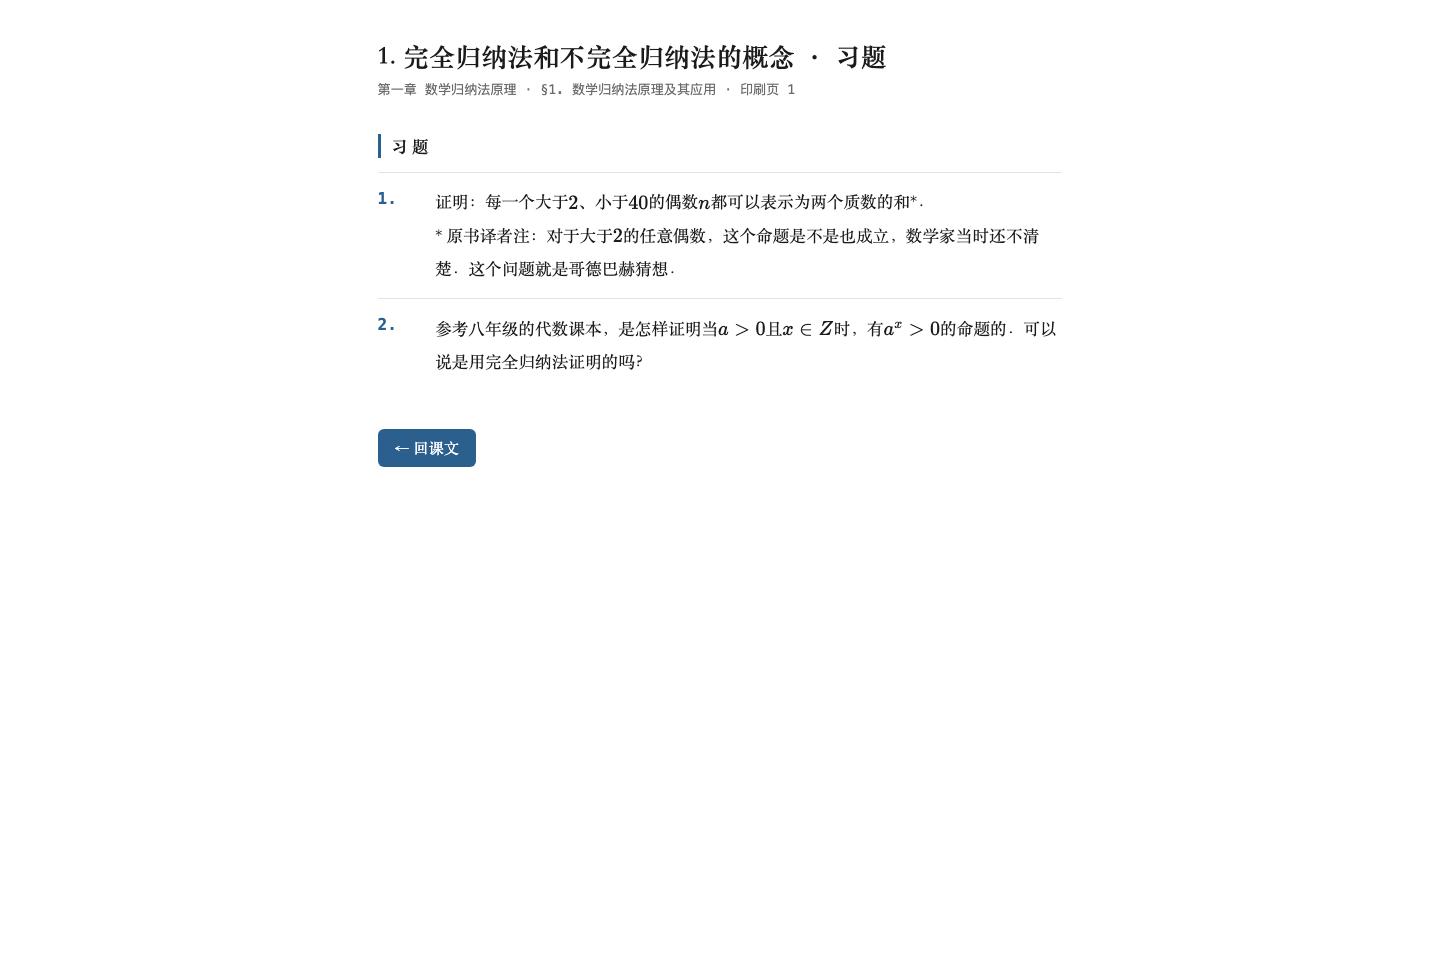 1. 完全归纳法和不完全归纳法的概念 · 习题
第一章 数学归纳法原理 · §1. 数学归纳法原理及其应用 · 印刷页 1
习题
1. 证明：每一个大于2、小于40的偶数n都可以表示为两个质数的和*．
* 原书译者注：对于大于2的任意偶数，这个命题是不是也成立，数学家当时还不清
楚．这个问题就是哥德巴赫猜想．
2. 参考八年级的代数课本，是怎样证明当a > 0且x ∈ Z时，有aˣ > 0的命题的．可以
说是用完全归纳法证明的吗？
← 回课文